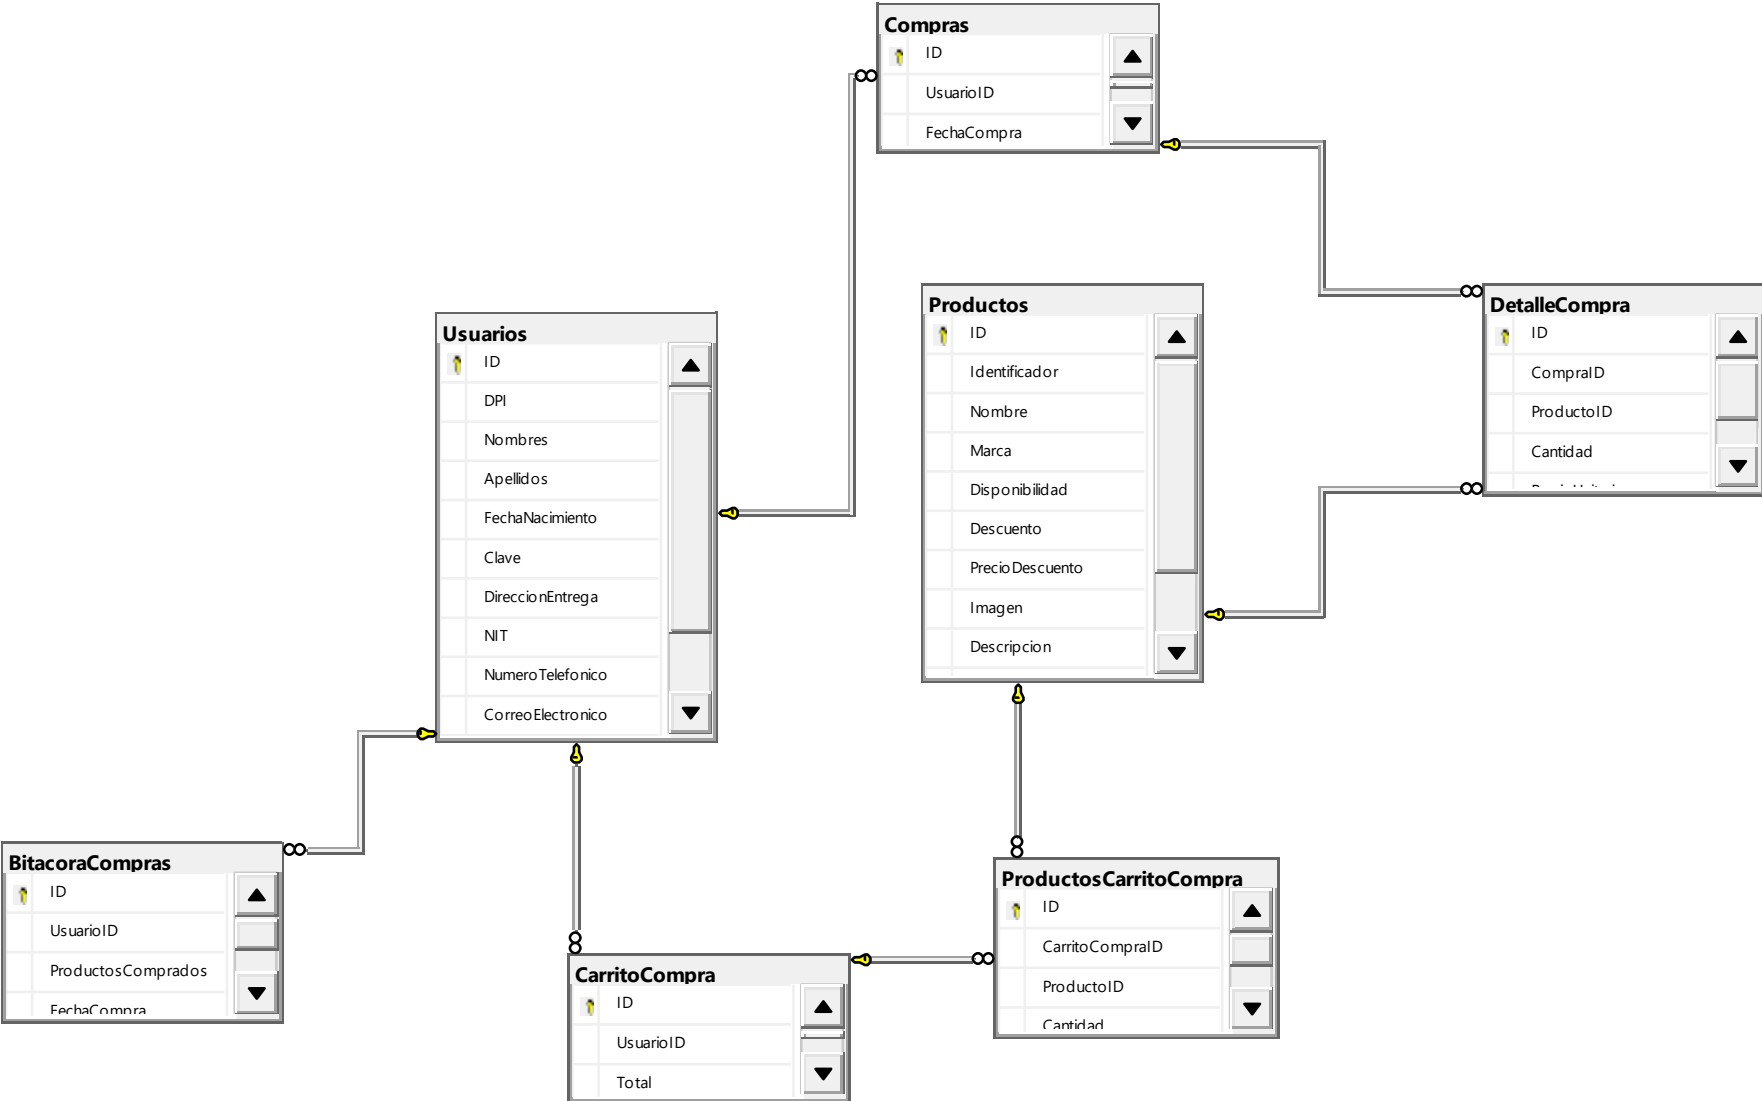 Compras
ID
UsuarioID
FechaCompra
Productos
ID
Identificador
Nombre
Marca
Disponibilidad
Descuento
PrecioDescuento
Imagen
Descripcion
DetalleCompra
ID
CompraID
ProductoID
Cantidad
Usuarios
ID
DPI
Nombres
Apellidos
FechaNacimiento
Clave
DireccionEntrega
NIT
NumeroTelefonico
CorreoElectronico
BitacoraCompras
ID
UsuarioID
ProductosComprados
FechaCompra
CarritoCompra
ID
UsuarioID
Total
ProductosCarritoCompra
ID
CarritoCompraID
ProductoID
Cantidad